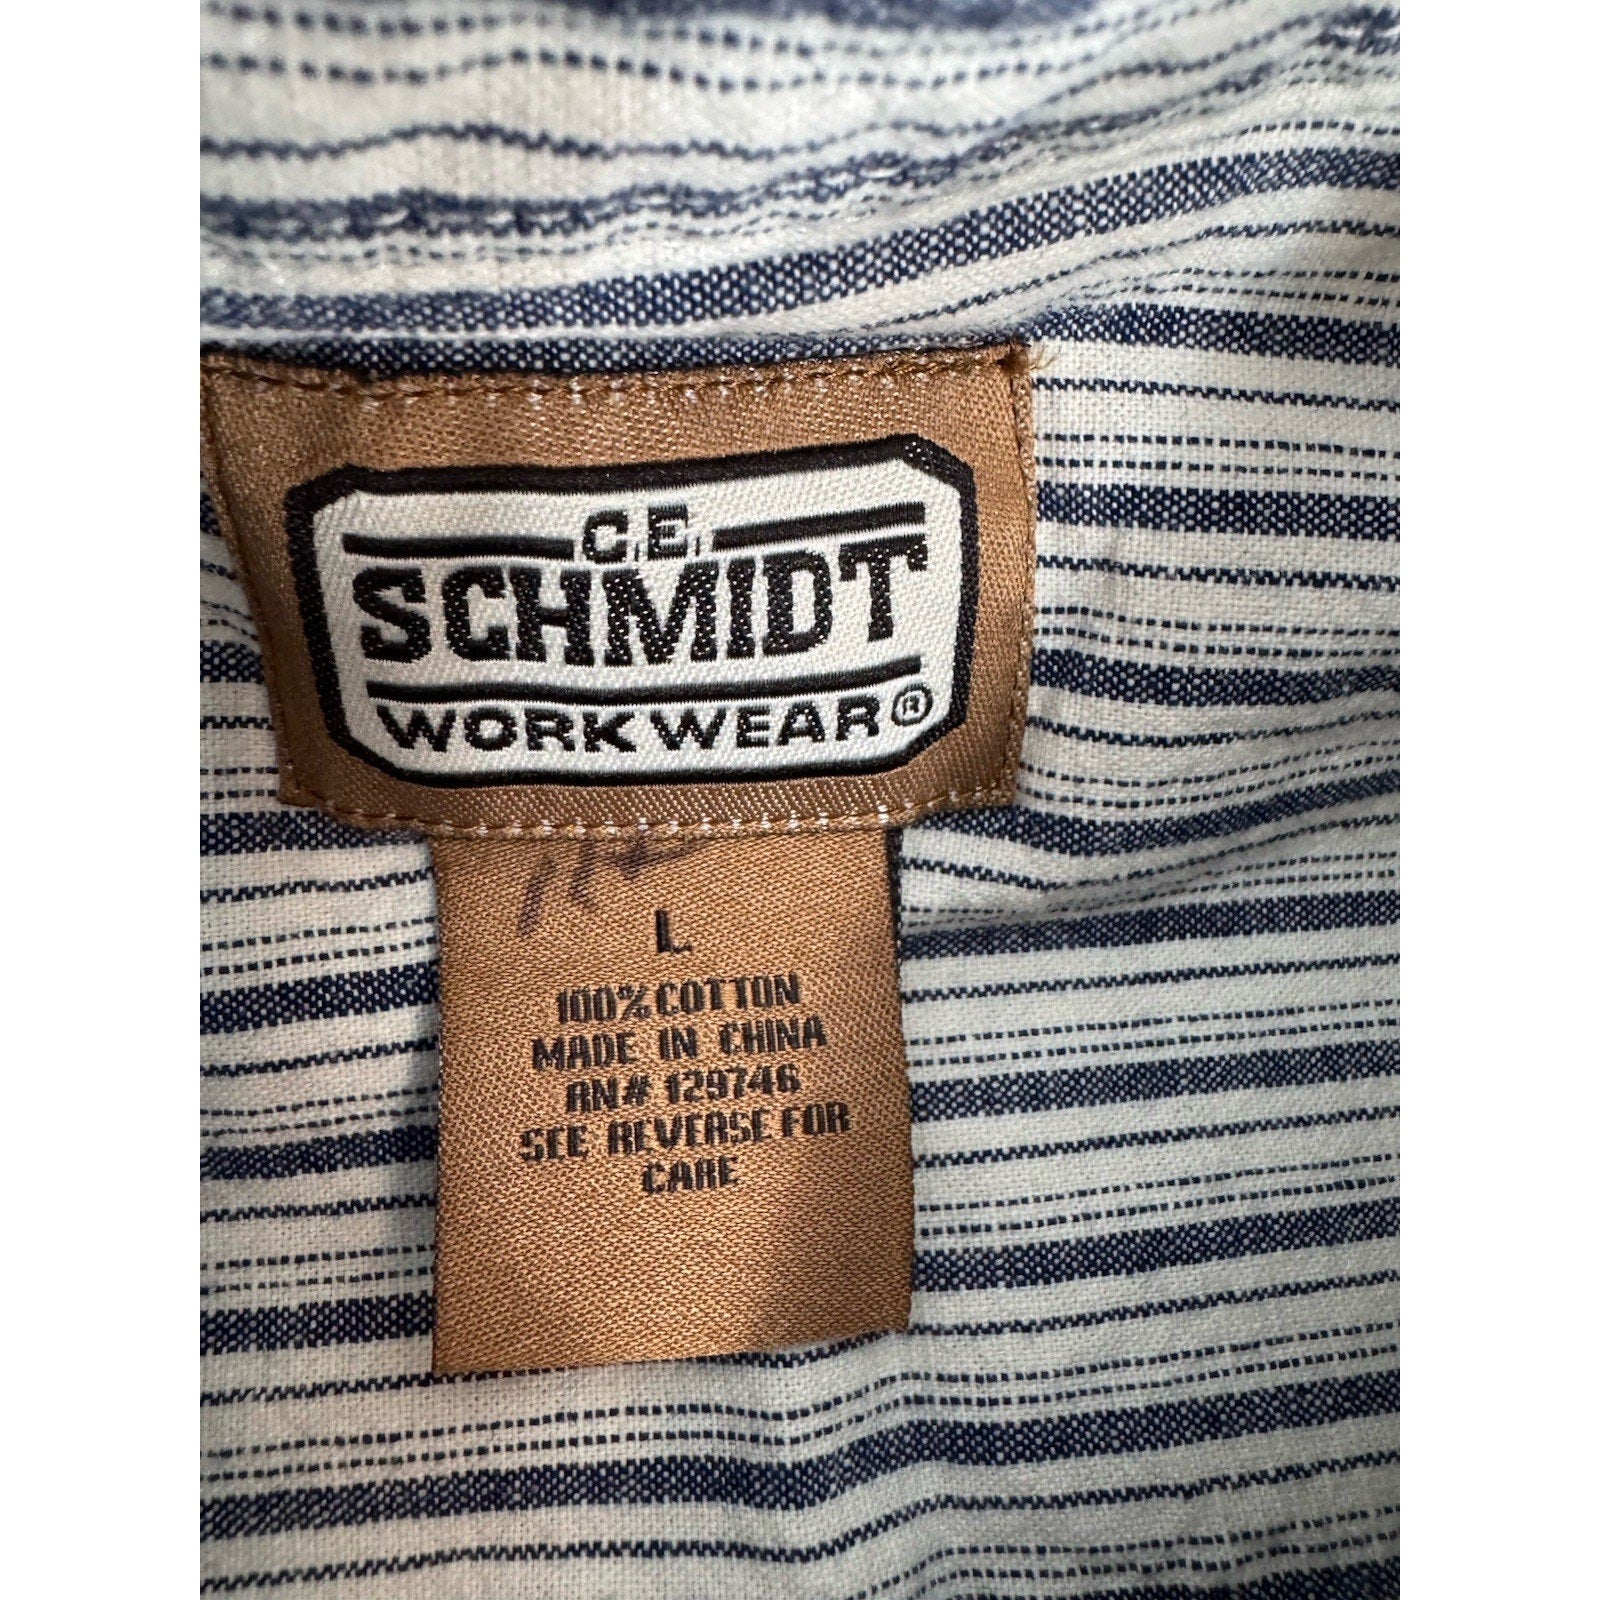 C.E.
SCHMIDT
WORKWEAR®
L
100% COTTON
MADE IN CHINA
RN# 129746
SEE REVERSE FOR
CARE